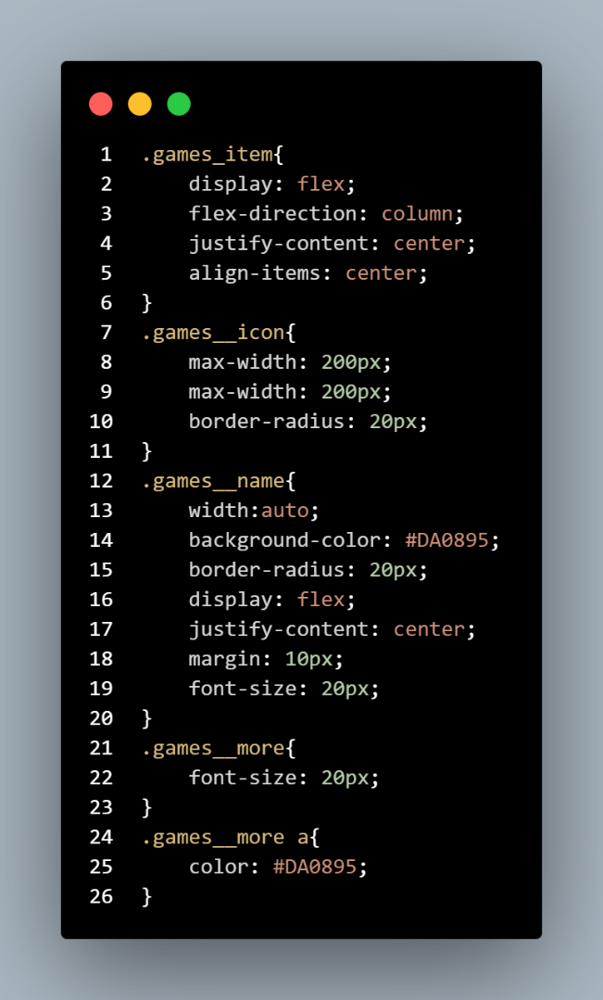 1 .games_item{
2     display: flex;
3     flex-direction: column;
4     justify-content: center;
5     align-items: center;
6 }
7 .games__icon{
8     max-width: 200px;
9     max-width: 200px;
10     border-radius: 20px;
11 }
12 .games__name{
13     width:auto;
14     background-color: #DA0895;
15     border-radius: 20px;
16     display: flex;
17     justify-content: center;
18     margin: 10px;
19     font-size: 20px;
20 }
21 .games__more{
22     font-size: 20px;
23 }
24 .games__more a{
25     color: #DA0895;
26 }